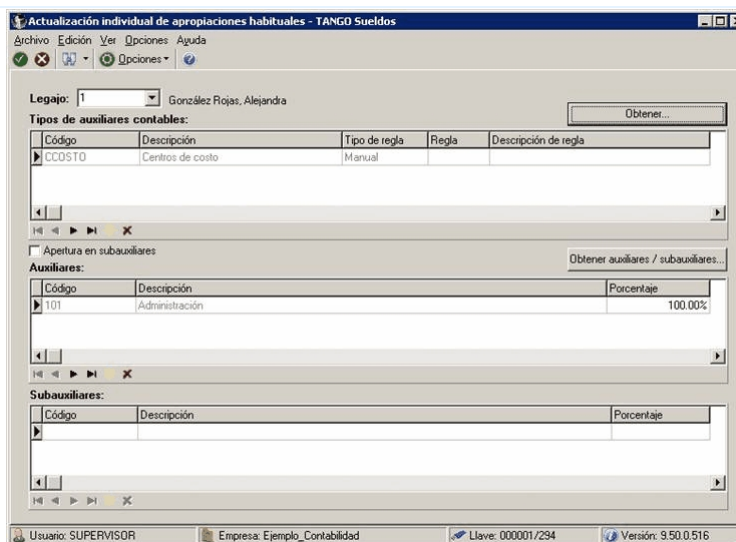 Actualización individual de apropiaciones habituales - TANGO Sueldos
Archivo Edición Ver Opciones Ayuda
Opciones
Legajo: 1 González Rojas, Alejandra
Obtener...
Tipos de auxiliares contables:
Código Descripción Tipo de regla Regla Descripción de regla
CCOSTO Centros de costo Manual
Apertura en subauxiliares
Obtener auxiliares / subauxiliares...
Auxiliares:
Código Descripción Porcentaje
101 Administración 100.00%
Subauxiliares:
Código Descripción Porcentaje
Usuario: SUPERVISOR Empresa: Ejemplo_Contabilidad Llave: 000001/294 Versión: 9.50.0.516